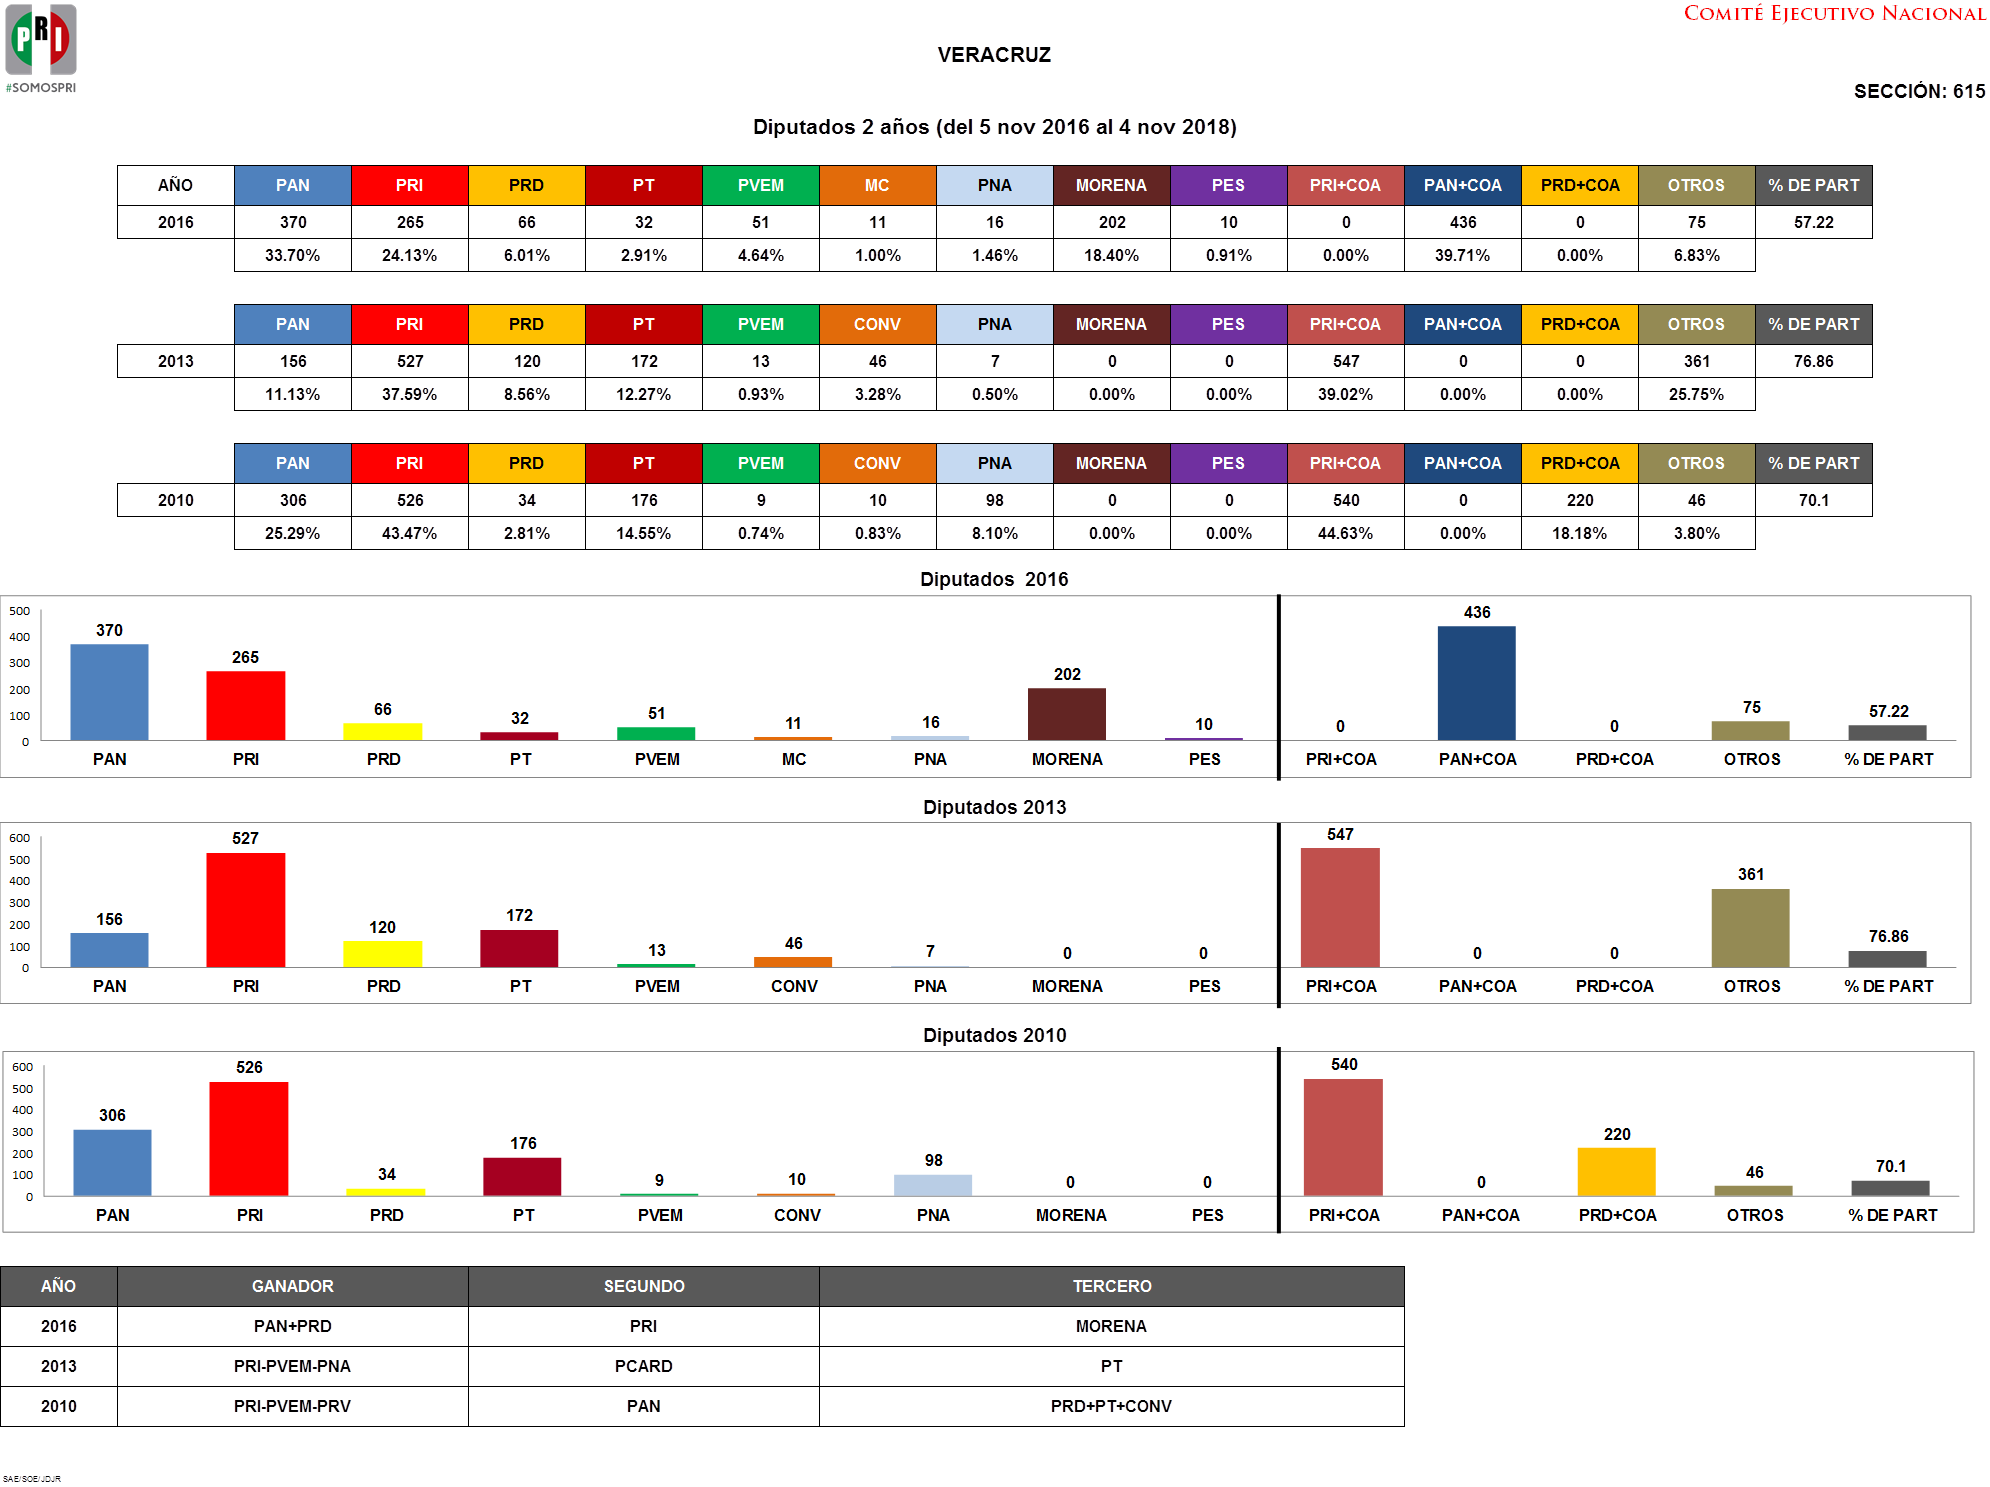 PRI
#SOMOSPRI
COMITÉ EJECUTIVO NACIONAL
VERACRUZ
SECCIÓN: 615
Diputados 2 años (del 5 nov 2016 al 4 nov 2018)
AÑO PAN PRI PRD PT PVEM MC PNA MORENA PES PRI+COA PAN+COA PRD+COA OTROS % DE PART
2016 370 265 66 32 51 11 16 202 10 0 436 0 75 57.22
33.70% 24.13% 6.01% 2.91% 4.64% 1.00% 1.46% 18.40% 0.91% 0.00% 39.71% 0.00% 6.83%
PAN PRI PRD PT PVEM CONV PNA MORENA PES PRI+COA PAN+COA PRD+COA OTROS % DE PART
2013 156 527 120 172 13 46 7 0 0 547 0 0 361 76.86
11.13% 37.59% 8.56% 12.27% 0.93% 3.28% 0.50% 0.00% 0.00% 39.02% 0.00% 0.00% 25.75%
PAN PRI PRD PT PVEM CONV PNA MORENA PES PRI+COA PAN+COA PRD+COA OTROS % DE PART
2010 306 526 34 176 9 10 98 0 0 540 0 220 46 70.1
25.29% 43.47% 2.81% 14.55% 0.74% 0.83% 8.10% 0.00% 0.00% 44.63% 0.00% 18.18% 3.80%
Diputados  2016
500
400
300
200
100
0
370 265 66 32 51 11 16 202 10 0 436 0 75 57.22
PAN PRI PRD PT PVEM MC PNA MORENA PES PRI+COA PAN+COA PRD+COA OTROS % DE PART
Diputados 2013
600
500
400
300
200
100
0
156 527 120 172 13 46 7 0 0 547 0 0 361 76.86
PAN PRI PRD PT PVEM CONV PNA MORENA PES PRI+COA PAN+COA PRD+COA OTROS % DE PART
Diputados 2010
600
500
400
300
200
100
0
306 526 34 176 9 10 98 0 0 540 0 220 46 70.1
PAN PRI PRD PT PVEM CONV PNA MORENA PES PRI+COA PAN+COA PRD+COA OTROS % DE PART
AÑO GANADOR SEGUNDO TERCERO
2016 PAN+PRD PRI MORENA
2013 PRI-PVEM-PNA PCARD PT
2010 PRI-PVEM-PRV PAN PRD+PT+CONV
SAE/SOE/JDJR